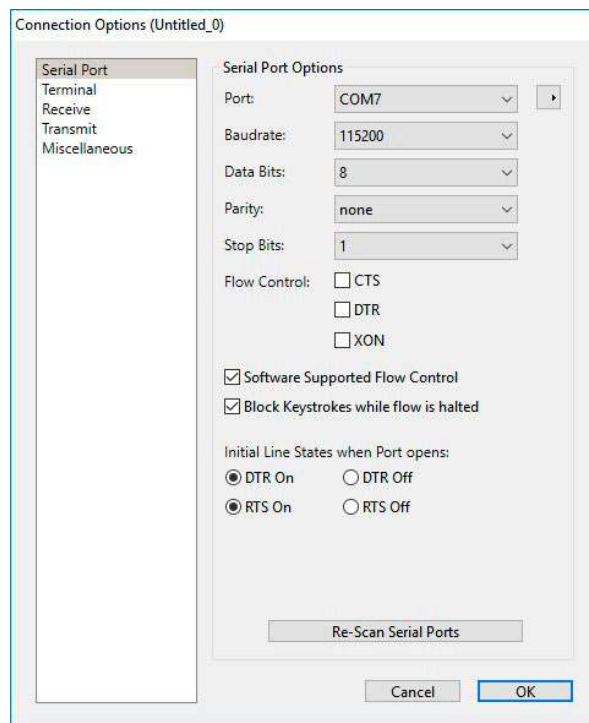 Connection Options (Untitled_0)
Serial Port
Terminal
Receive
Transmit
Miscellaneous
Serial Port Options
Port: COM7
Baudrate: 115200
Data Bits: 8
Parity: none
Stop Bits: 1
Flow Control: CTS
DTR
XON
Software Supported Flow Control
Block Keystrokes while flow is halted
Initial Line States when Port opens:
DTR On DTR Off
RTS On RTS Off
Re-Scan Serial Ports
Cancel OK